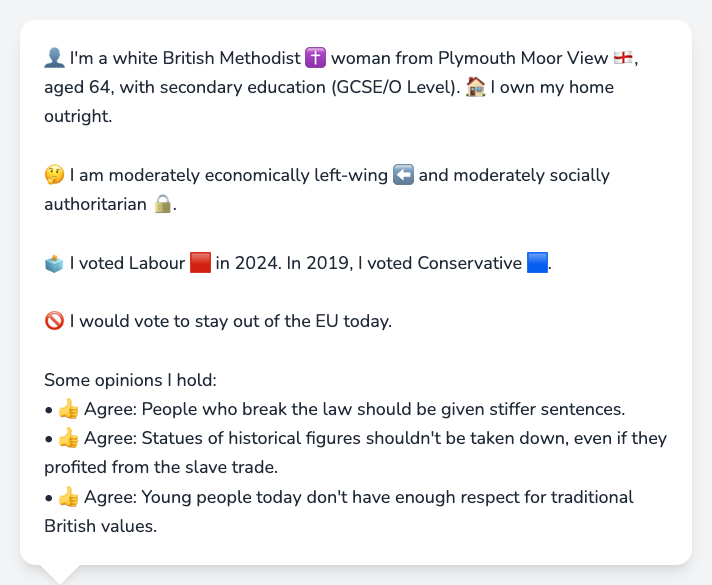 👤 I'm a white British Methodist ✝️ woman from Plymouth Moor View 🏴󠁧󠁢󠁥󠁮󠁧󠁿,
aged 64, with secondary education (GCSE/O Level). 🏠 I own my home
outright.
🤔 I am moderately economically left-wing ⬅️ and moderately socially
authoritarian 🔒.
🗳️ I voted Labour 🟥 in 2024. In 2019, I voted Conservative 🟦.
🚫 I would vote to stay out of the EU today.
Some opinions I hold:
• 👍 Agree: People who break the law should be given stiffer sentences.
• 👍 Agree: Statues of historical figures shouldn't be taken down, even if they
profited from the slave trade.
• 👍 Agree: Young people today don't have enough respect for traditional
British values.